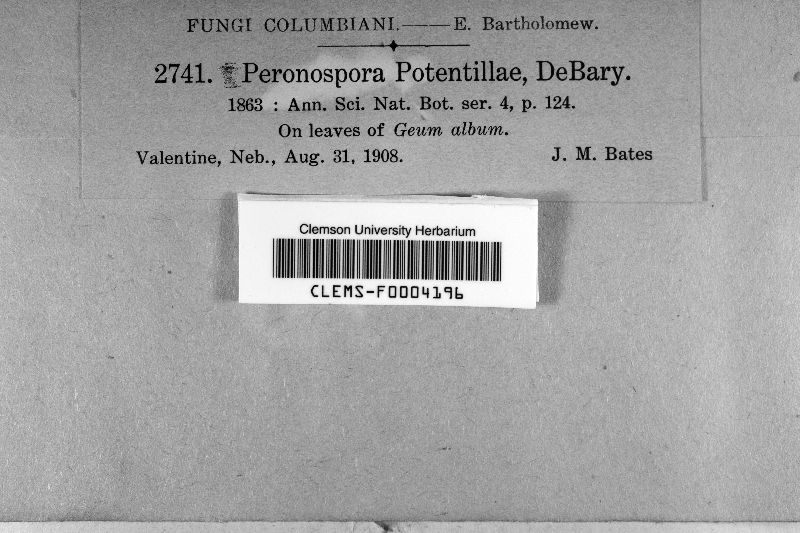 FUNGI COLUMBIANI.——E. Bartholomew.
2741. Peronospora Potentillae, DeBary.
1863 : Ann. Sci. Nat. Bot. ser. 4, p. 124.
On leaves of Geum album.
Valentine, Neb., Aug. 31, 1908. J. M. Bates
Clemson University Herbarium
CLEMS-F0004196